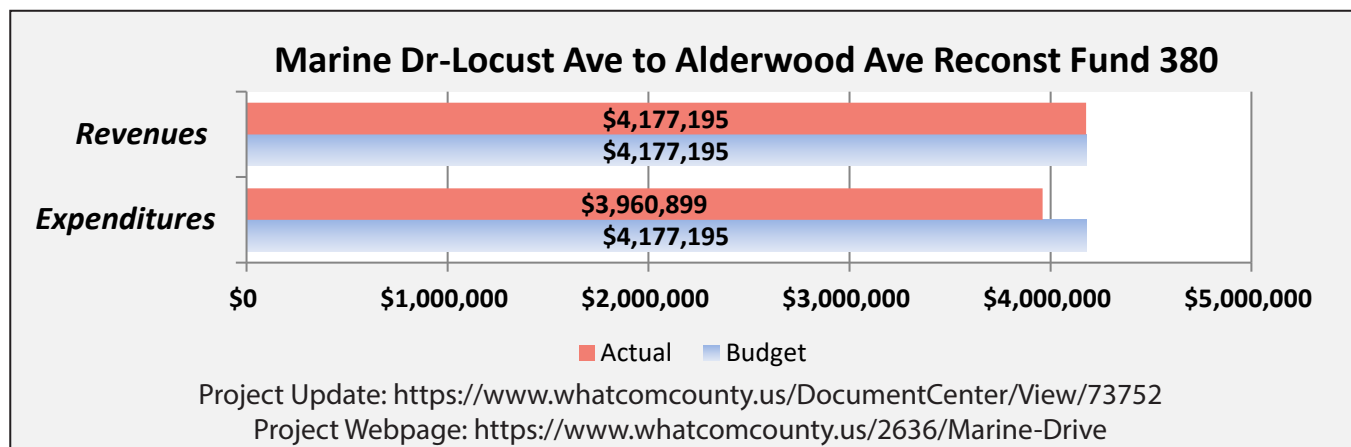 Marine Dr-Locust Ave to Alderwood Ave Reconst Fund 380
Revenues
$4,177,195
$4,177,195
Expenditures
$3,960,899
$4,177,195
$0 $1,000,000 $2,000,000 $3,000,000 $4,000,000 $5,000,000
Actual Budget
Project Update: https://www.whatcomcounty.us/DocumentCenter/View/73752
Project Webpage: https://www.whatcomcounty.us/2636/Marine-Drive